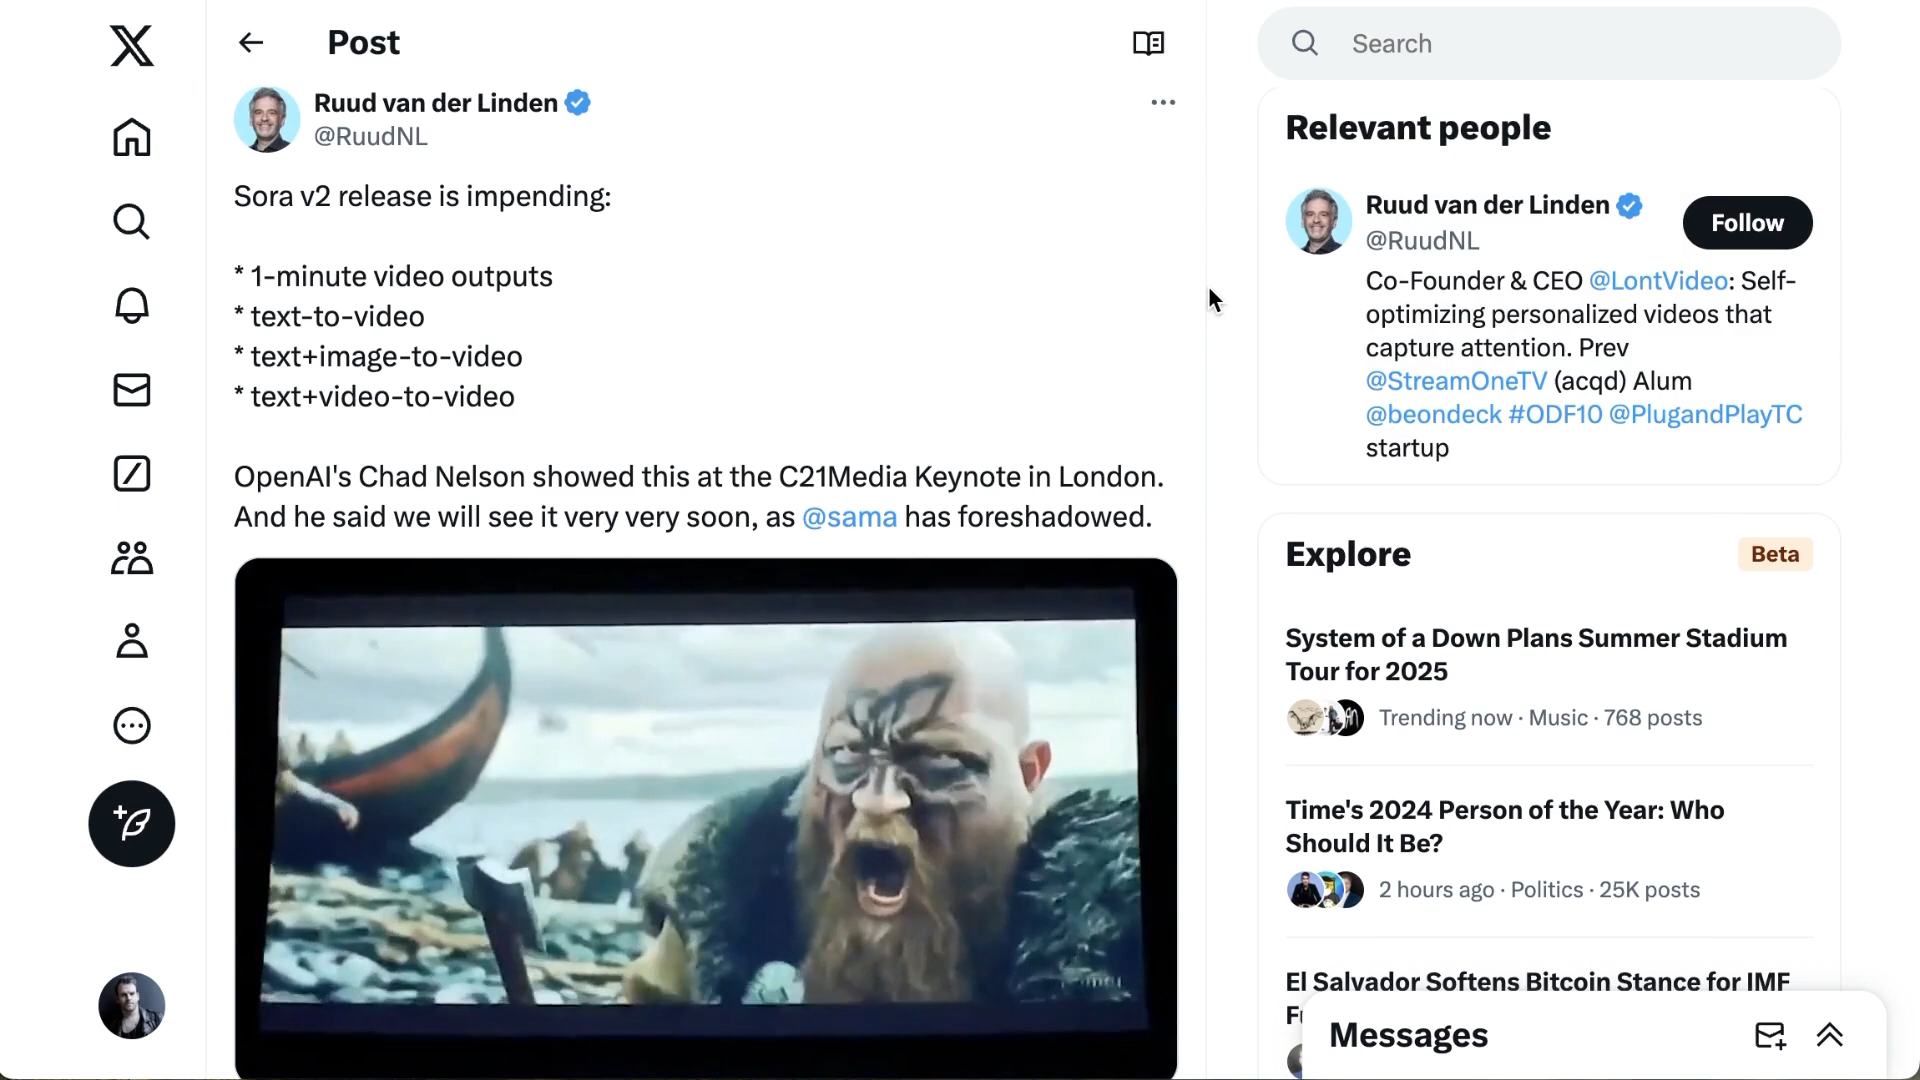 Post
Ruud van der Linden
@RuudNL
Sora v2 release is impending:
* 1-minute video outputs
* text-to-video
* text+image-to-video
* text+video-to-video
OpenAI's Chad Nelson showed this at the C21Media Keynote in London.
And he said we will see it very very soon, as @sama has foreshadowed.
Search
Relevant people
Ruud van der Linden
@RuudNL
Follow
Co-Founder & CEO @LontVideo: Self-
optimizing personalized videos that
capture attention. Prev
@StreamOneTV (acqd) Alum
@beondeck #ODF10 @PlugandPlayTC
startup
Explore
Beta
System of a Down Plans Summer Stadium
Tour for 2025
Trending now · Music · 768 posts
Time's 2024 Person of the Year: Who
Should It Be?
2 hours ago · Politics · 25K posts
El Salvador Softens Bitcoin Stance for IMF
Messages